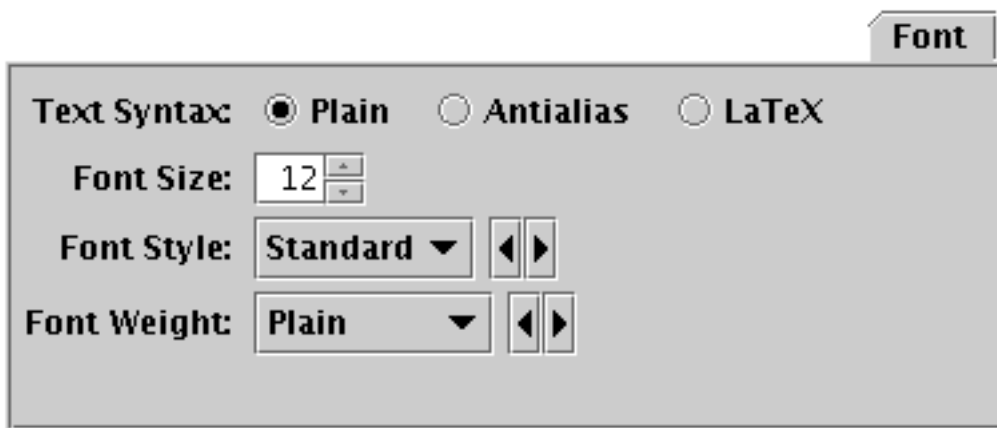 Font
Text Syntax: Plain Antialias LaTeX
Font Size: 12
Font Style: Standard
Font Weight: Plain